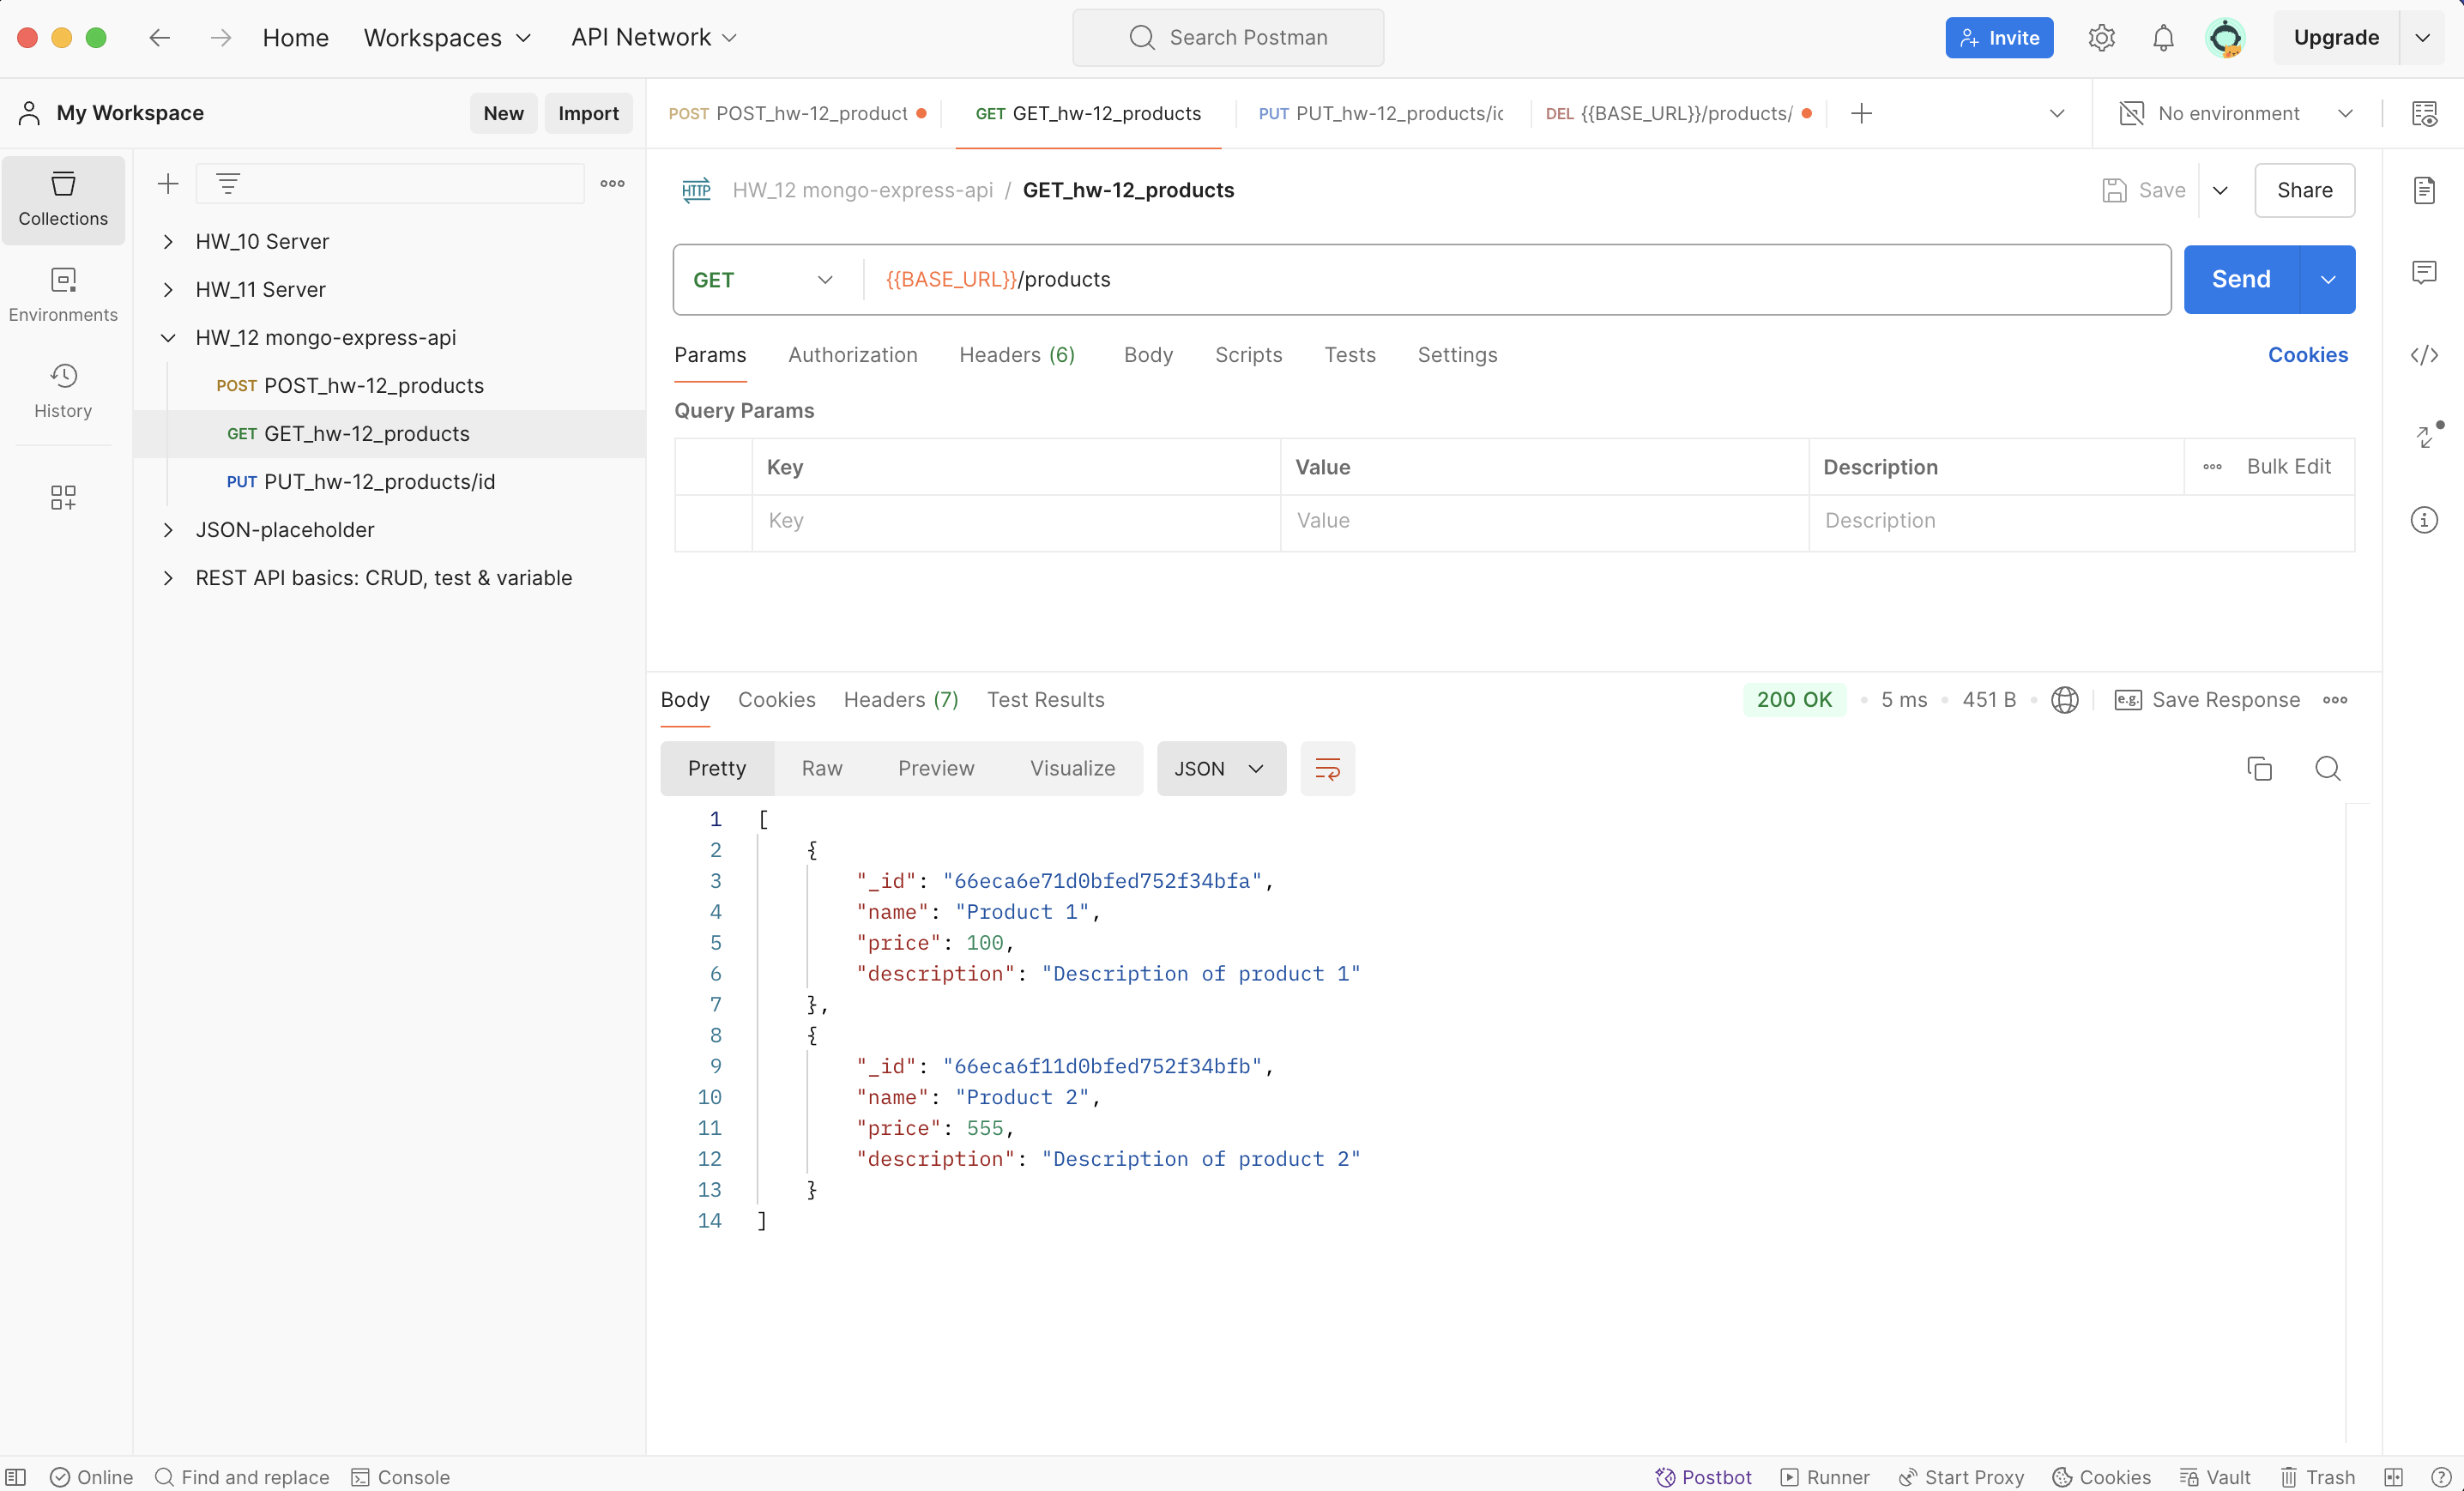 Home Workspaces API Network Search Postman Invite Upgrade
My Workspace New Import POST POST_hw-12_product GET GET_hw-12_products PUT PUT_hw-12_products/ic DEL {{BASE_URL}}/products/ No environment
Collections
Environments
History
HW_10 Server
HW_11 Server
HW_12 mongo-express-api
POST POST_hw-12_products
GET GET_hw-12_products
PUT PUT_hw-12_products/id
JSON-placeholder
REST API basics: CRUD, test & variable
HTTP HW_12 mongo-express-api / GET_hw-12_products Save Share
GET {{BASE_URL}}/products Send
Params Authorization Headers (6) Body Scripts Tests Settings Cookies
Query Params
Key Value Description Bulk Edit
Key Value Description
Body Cookies Headers (7) Test Results 200 OK 5 ms 451 B e.g. Save Response
Pretty Raw Preview Visualize JSON
1 [
2 {
3 "_id": "66eca6e71d0bfed752f34bfa",
4 "name": "Product 1",
5 "price": 100,
6 "description": "Description of product 1"
7 },
8 {
9 "_id": "66eca6f11d0bfed752f34bfb",
10 "name": "Product 2",
11 "price": 555,
12 "description": "Description of product 2"
13 }
14 ]
Online Find and replace Console Postbot Runner Start Proxy Cookies Vault Trash